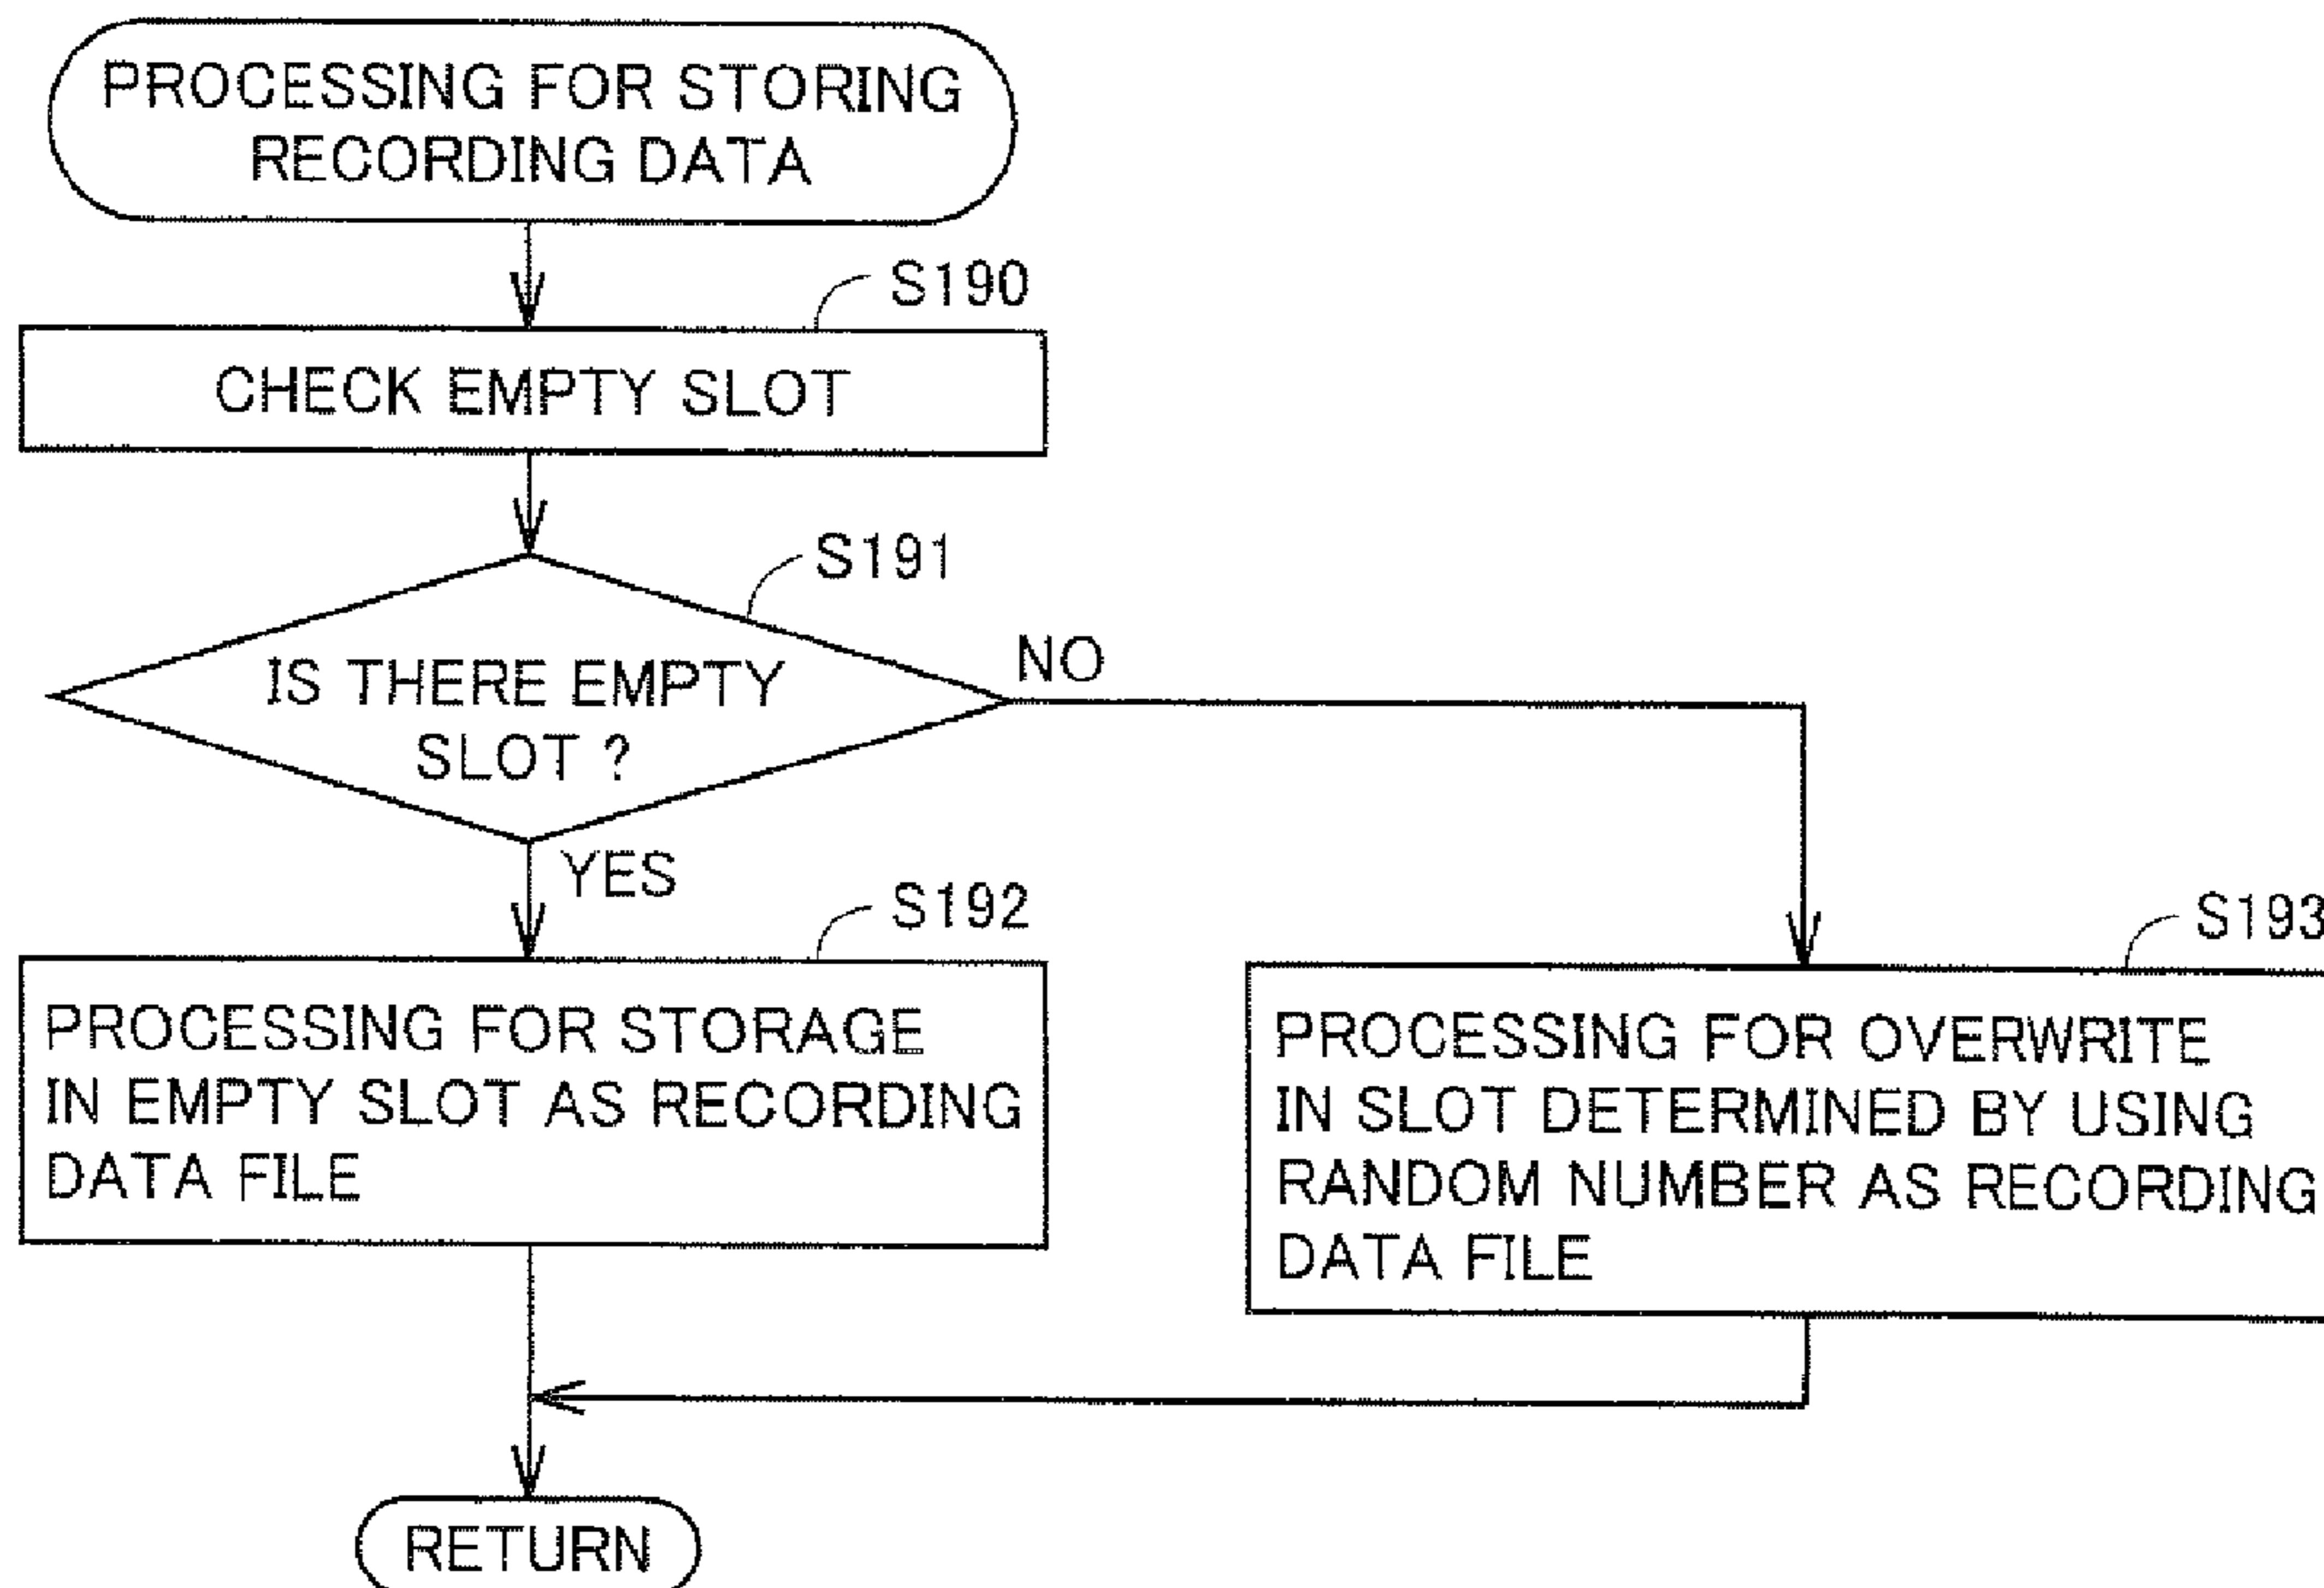 PROCESSING FOR STORING
RECORDING DATA
S190
CHECK EMPTY SLOT
S191
IS THERE EMPTY
SLOT ?
NO
YES
S192
PROCESSING FOR STORAGE
IN EMPTY SLOT AS RECORDING
DATA FILE
S193
PROCESSING FOR OVERWRITE
IN SLOT DETERMINED BY USING
RANDOM NUMBER AS RECORDING
DATA FILE
RETURN